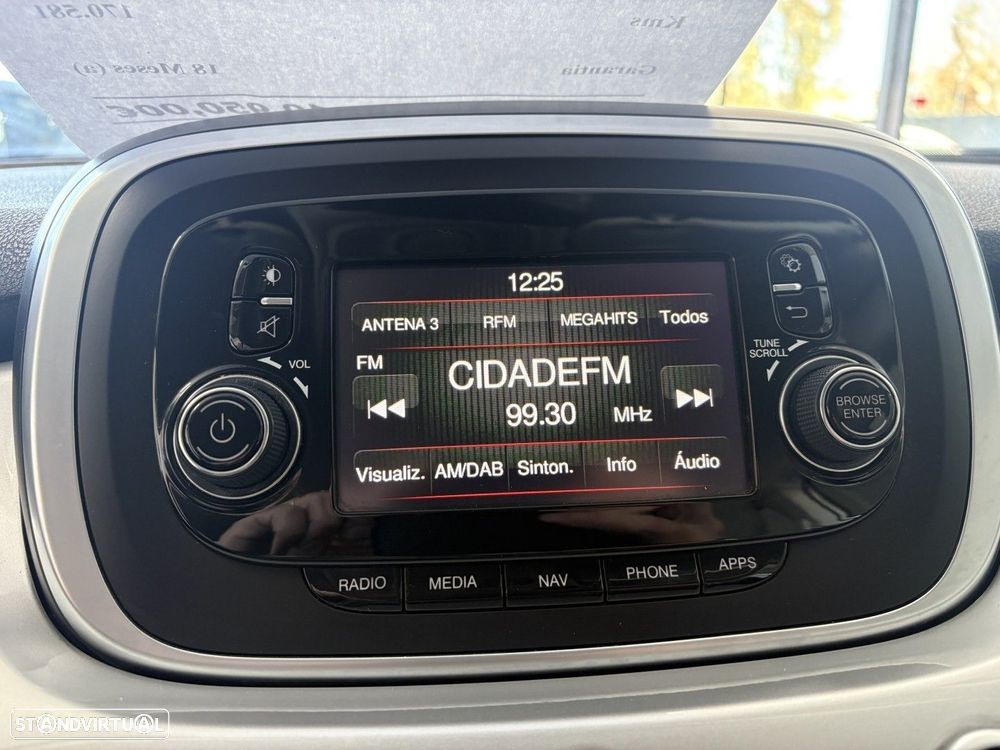 170.581 Kms
18 Meses (a) Garantia
12:25
ANTENA 3 RFM MEGAHITS Todos
FM
CIDADEFM
99.30 MHz
Visualiz. AM/DAB Sinton. Info Áudio
VOL
TUNE
SCROLL
BROWSE
ENTER
RADIO MEDIA NAV PHONE APPS
STANDVIRTUAL